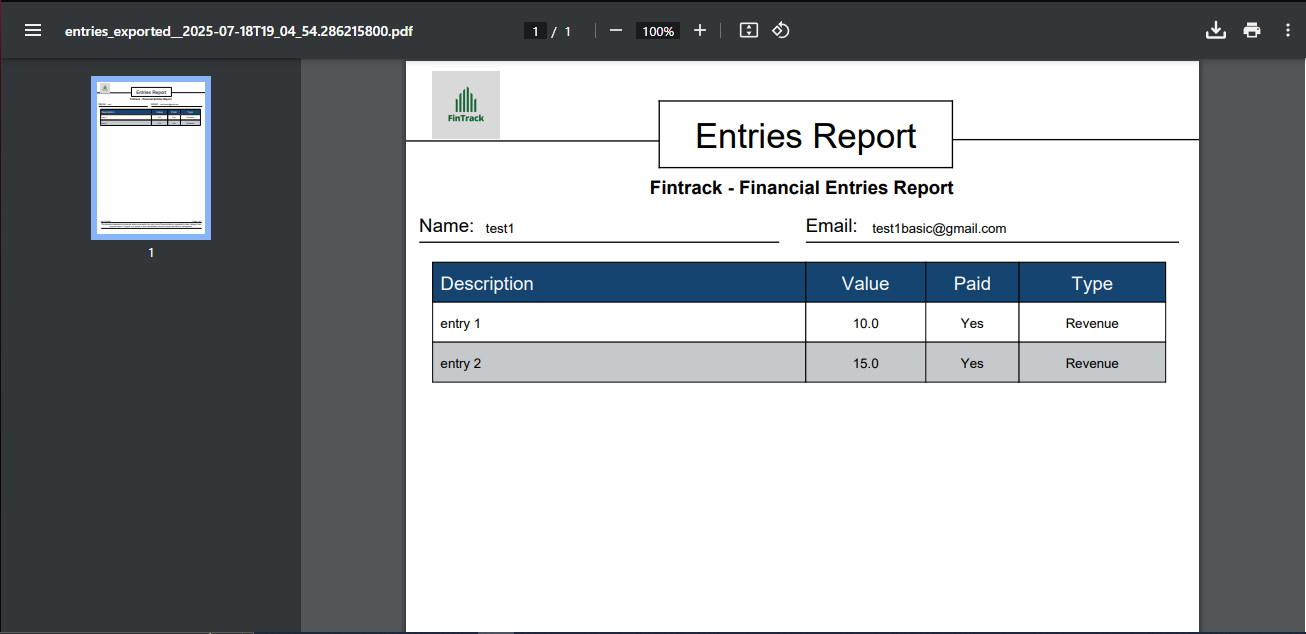 entries_exported__2025-07-18T19_04_54.286215800.pdf
1 / 1
100%
1
FinTrack
Entries Report
Fintrack - Financial Entries Report
Name: test1 Email: test1basic@gmail.com
Description Value Paid Type
entry 1 10.0 Yes Revenue
entry 2 15.0 Yes Revenue